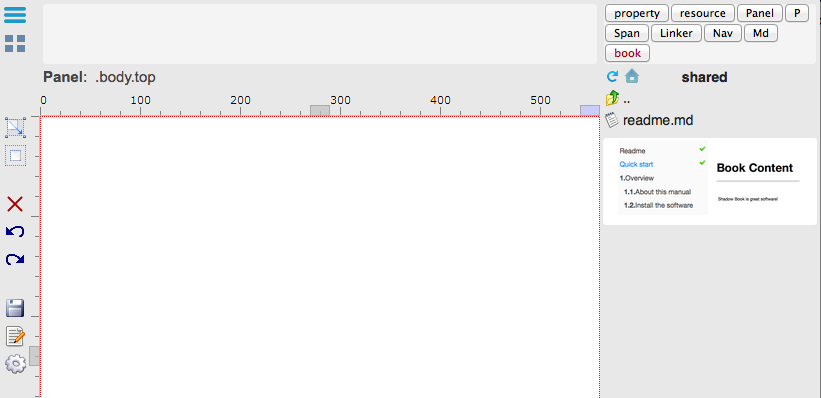 property resource Panel P
Span Linker Nav Md
book
Panel: .body.top
shared
0 100 200 300 400 500
..
readme.md
Readme
Quick start
1.Overview
1.1.About this manual
1.2.Install the software
Book Content
Shadow Book is great software!